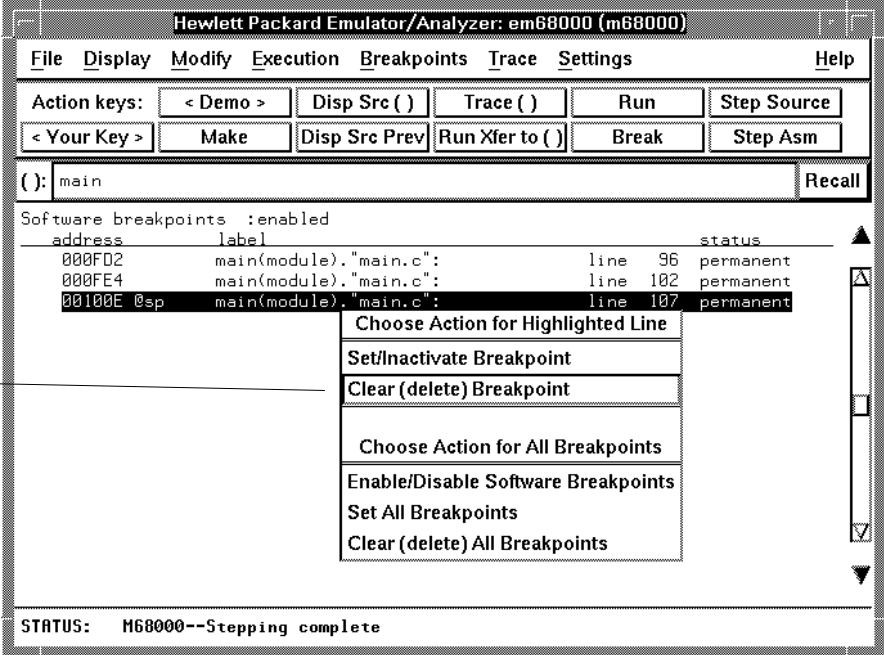 Hewlett Packard Emulator/Analyzer: em68000 (m68000)
File Display Modify Execution Breakpoints Trace Settings Help
Action keys: < Demo > Disp Src ( ) Trace ( ) Run Step Source
< Your Key > Make Disp Src Prev Run Xfer to ( ) Break Step Asm
( ): main Recall
Software breakpoints :enabled
address label status
000FD2 main(module)."main.c": line 96 permanent
000FE4 main(module)."main.c": line 102 permanent
00100E @sp main(module)."main.c": line 107 permanent
Choose Action for Highlighted Line
Set/Inactivate Breakpoint
Clear (delete) Breakpoint
Choose Action for All Breakpoints
Enable/Disable Software Breakpoints
Set All Breakpoints
Clear (delete) All Breakpoints
STATUS: M68000--Stepping complete